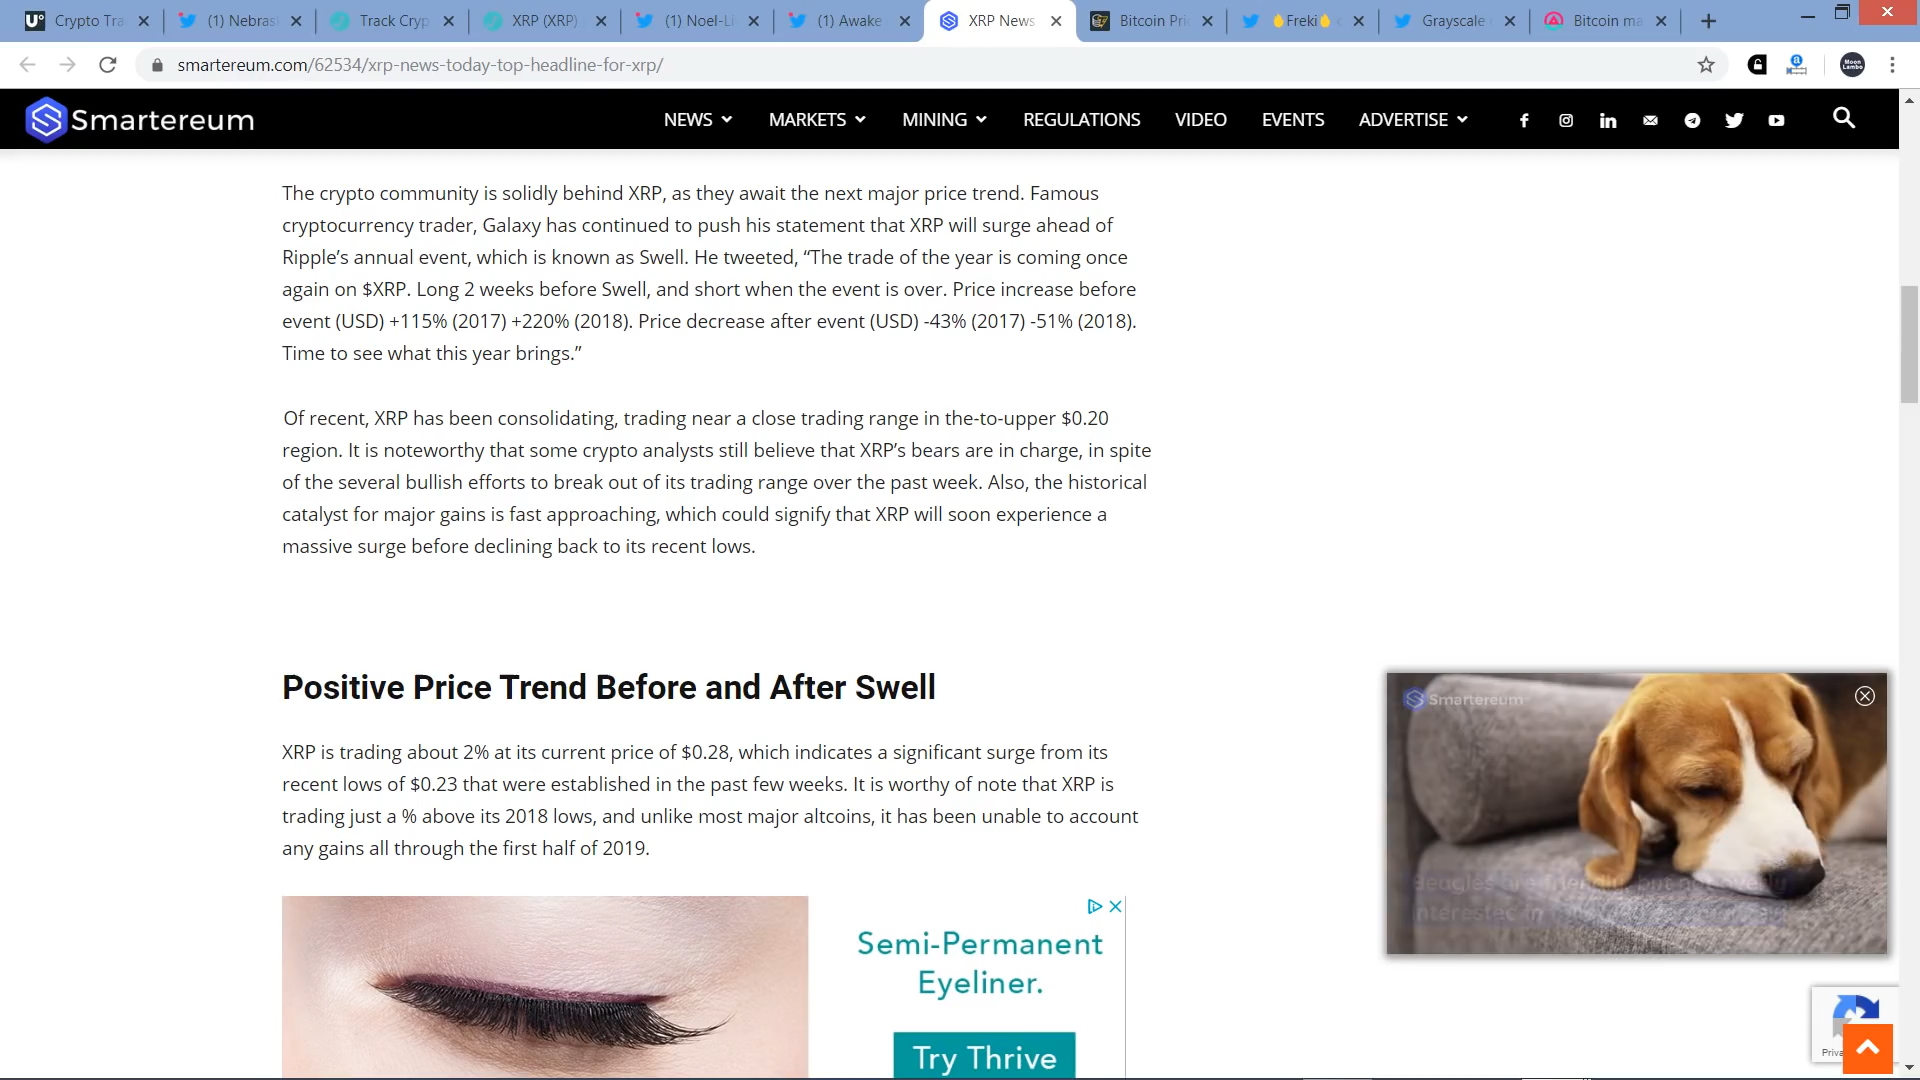 Crypto Tra
(1) Nebras
Track Cryp
XRP (XRP)
(1) Noel-Li
(1) Awake
XRP News
Bitcoin Pric
Freki
Grayscale
Bitcoin ma
smartereum.com/62534/xrp-news-today-top-headline-for-xrp/
Smartereum
NEWS
MARKETS
MINING
REGULATIONS
VIDEO
EVENTS
ADVERTISE
The crypto community is solidly behind XRP, as they await the next major price trend. Famous
cryptocurrency trader, Galaxy has continued to push his statement that XRP will surge ahead of
Ripple’s annual event, which is known as Swell. He tweeted, “The trade of the year is coming once
again on $XRP. Long 2 weeks before Swell, and short when the event is over. Price increase before
event (USD) +115% (2017) +220% (2018). Price decrease after event (USD) -43% (2017) -51% (2018).
Time to see what this year brings.”
Of recent, XRP has been consolidating, trading near a close trading range in the-to-upper $0.20
region. It is noteworthy that some crypto analysts still believe that XRP’s bears are in charge, in spite
of the several bullish efforts to break out of its trading range over the past week. Also, the historical
catalyst for major gains is fast approaching, which could signify that XRP will soon experience a
massive surge before declining back to its recent lows.
Positive Price Trend Before and After Swell
XRP is trading about 2% at its current price of $0.28, which indicates a significant surge from its
recent lows of $0.23 that were established in the past few weeks. It is worthy of note that XRP is
trading just a % above its 2018 lows, and unlike most major altcoins, it has been unable to account
any gains all through the first half of 2019.
Smartereum
Beagles are friendly, but
interested in
Semi-Permanent
Eyeliner.
Try Thrive
Priva